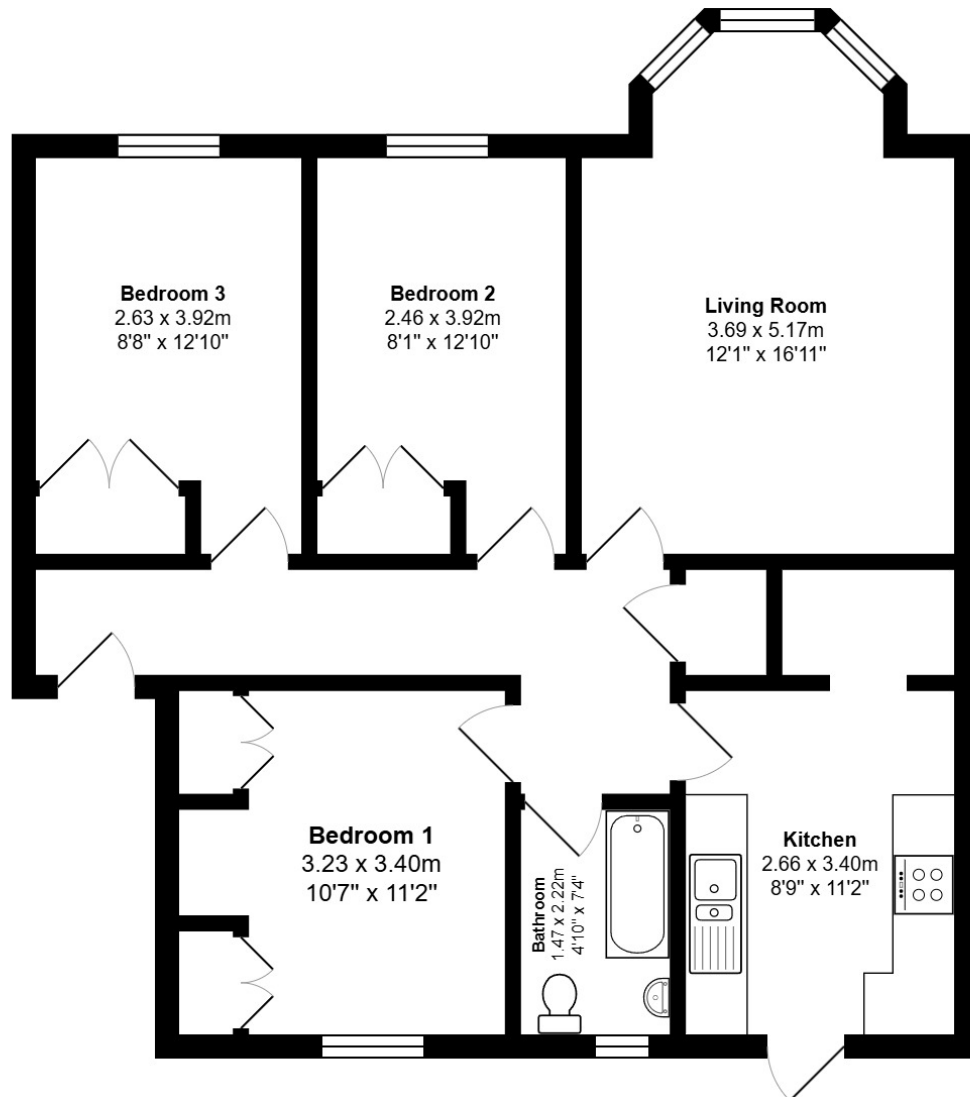 Bedroom 3
2.63 x 3.92m
8'8" x 12'10"
Bedroom 2
2.46 x 3.92m
8'1" x 12'10"
Living Room
3.69 x 5.17m
12'1" x 16'11"
Bedroom 1
3.23 x 3.40m
10'7" x 11'2"
Bathroom
1.47 x 2.22m
4'10" x 7'4"
Kitchen
2.66 x 3.40m
8'9" x 11'2"